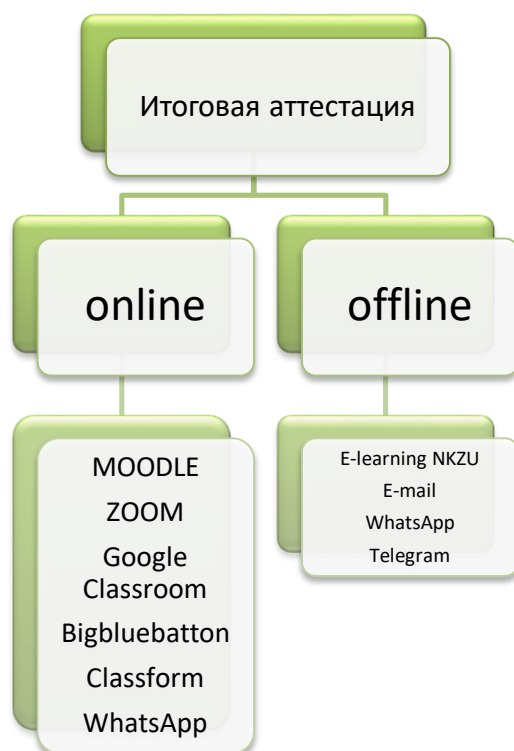 Итоговая аттестация
online
offline
MOODLE
ZOOM
Google
Classroom
Bigbluebatton
Classform
WhatsApp
E-learning NKZU
E-mail
WhatsApp
Telegram